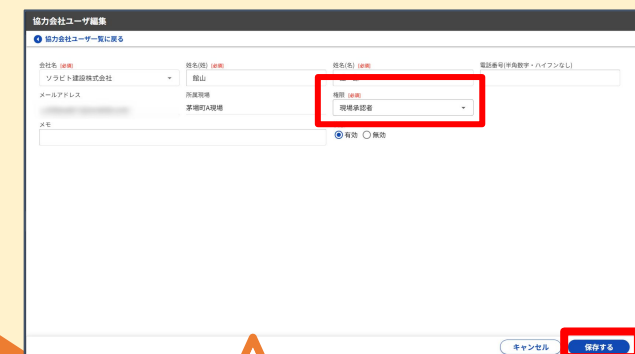 協力会社ユーザ編集
協力会社ユーザ一覧に戻る
会社名 (必須)
姓名(姓) (必須)
姓名(名) (必須)
電話番号(半角数字・ハイフンなし)
ソラビト建設株式会社
館山
メールアドレス
所属現場
権限 (必須)
茅場町A現場
現場承認者
メモ
有効
無効
キャンセル
保存する